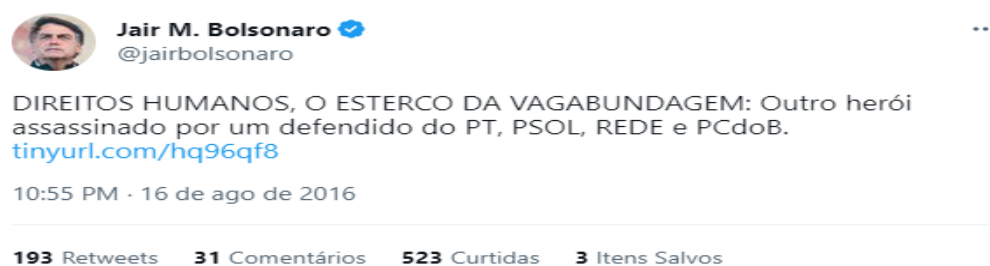 Jair M. Bolsonaro
@jairbolsonaro
DIREITOS HUMANOS, O ESTERCO DA VAGABUNDAGEM: Outro herói
assassinado por um defendido do PT, PSOL, REDE e PCdoB.
tinyurl.com/hq96qf8
10:55 PM · 16 de ago de 2016
193 Retweets 31 Comentários 523 Curtidas 3 Itens Salvos